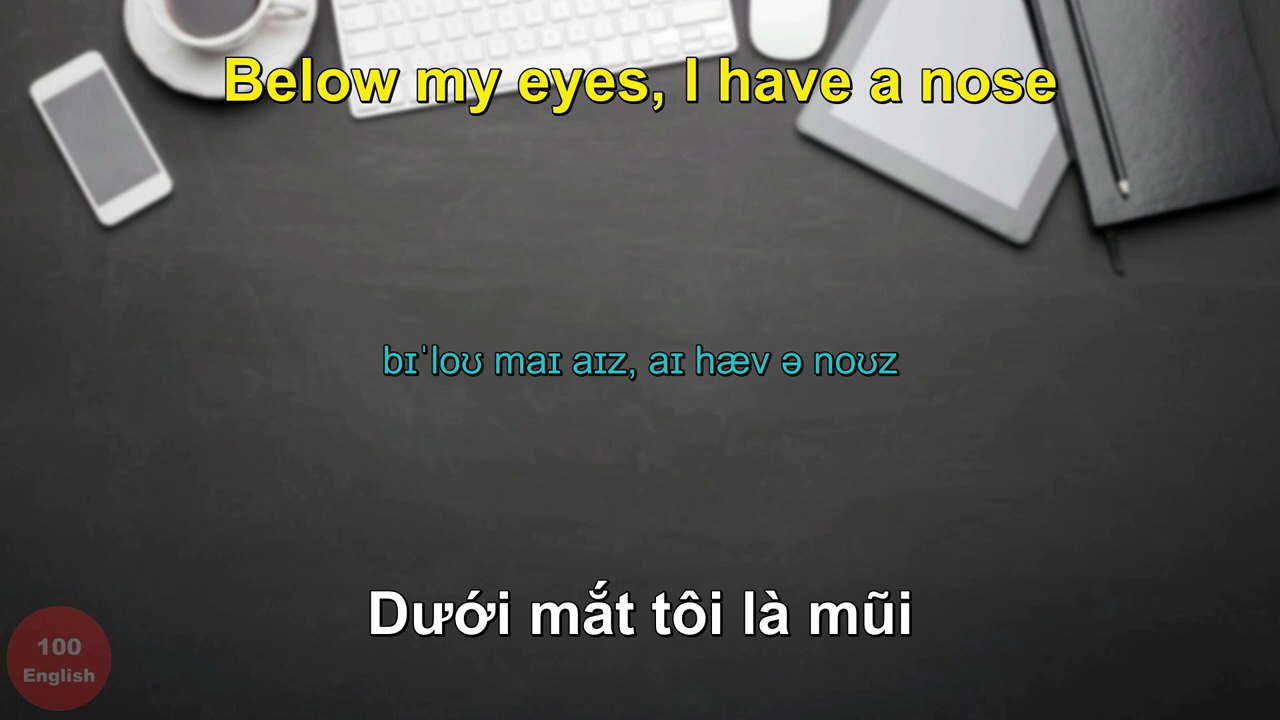 Below my eyes, I have a nose
bɪˈloʊ maɪ aɪz, aɪ hæv ə noʊz
Dưới mắt tôi là mũi
100
English